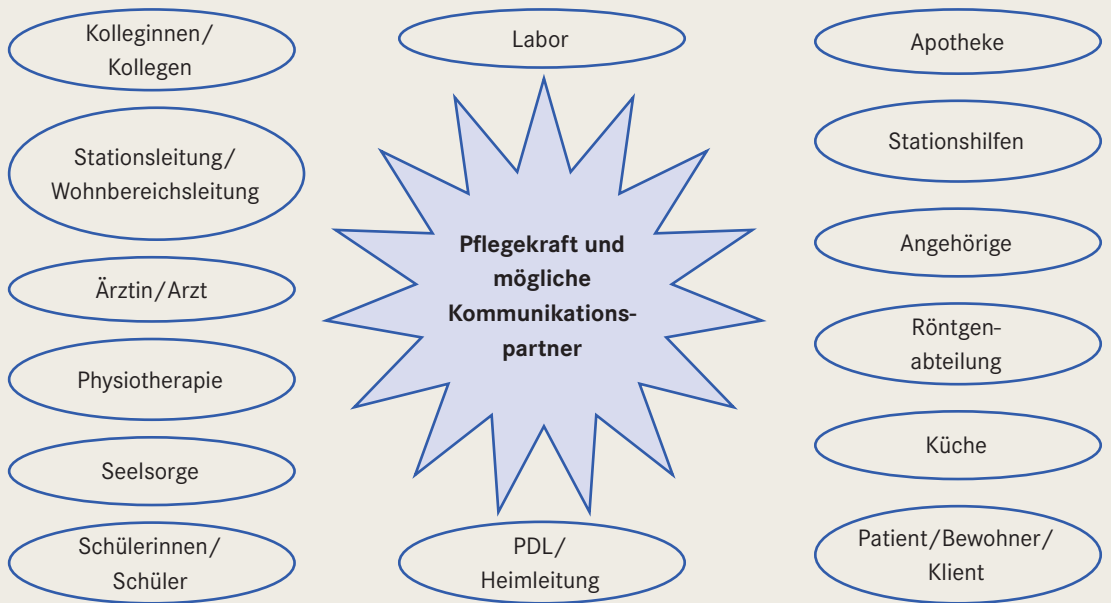 Kolleginnen/
Kollegen
Stationsleitung/
Wohnbereichsleitung
Ärztin/Arzt
Physiotherapie
Seelsorge
Schülerinnen/
Schüler
Labor
Pflegekraft und
mögliche
Kommunikations-
partner
PDL/
Heimleitung
Apotheke
Stationshilfen
Angehörige
Röntgen-
abteilung
Küche
Patient/Bewohner/
Klient